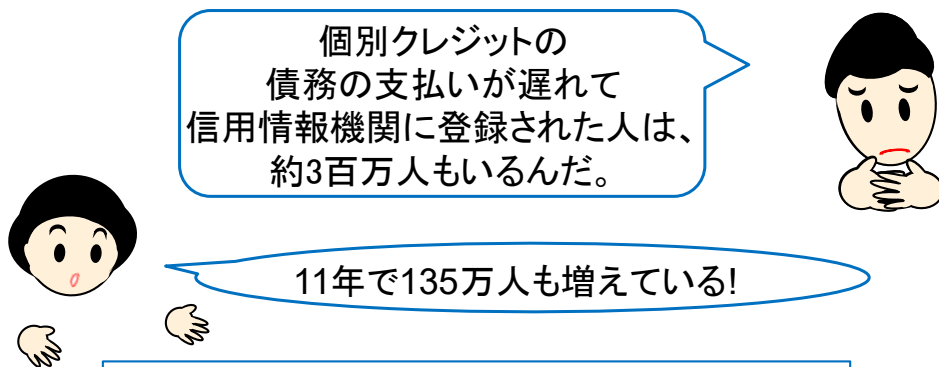 個別クレジットの
債務の支払いが遅れて
信用情報機関に登録された人は、
約3百万人もいるんだ。
11年で135万人も増えている!